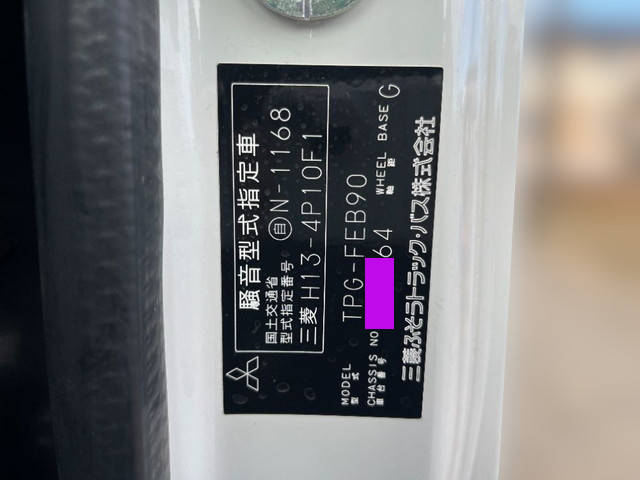 騒音型式指定車
国土交通省
型式指定番号 自 N-1168
三菱 H13-4P10F1
MODEL
型式 TPG-FEB90
CHASSIS NO
車台番号 64
WHEEL BASE
軸距 G
三菱ふそうトラック・バス株式会社